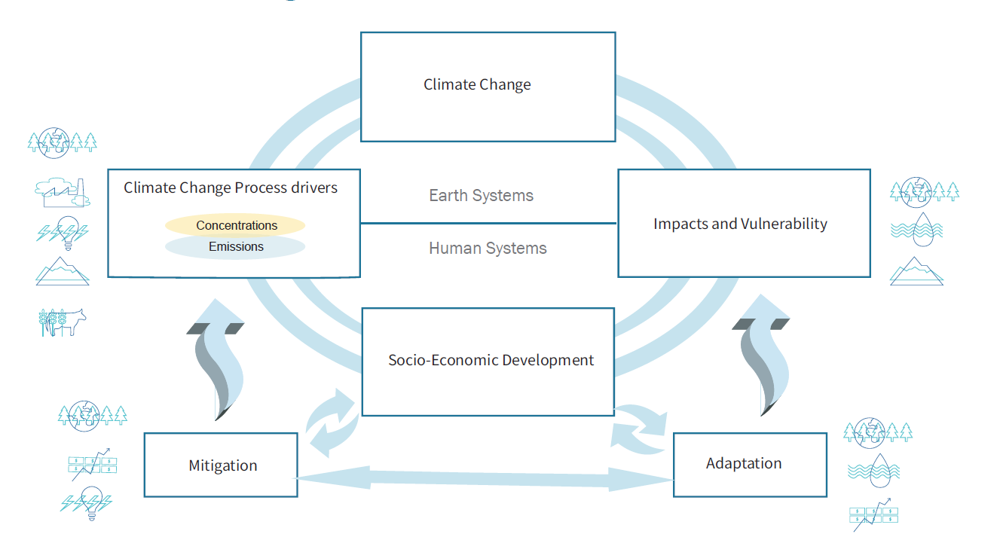 Climate Change
Climate Change Process drivers
Concentrations
Emissions
Earth Systems
Human Systems
Impacts and Vulnerability
Socio-Economic Development
Mitigation
Adaptation